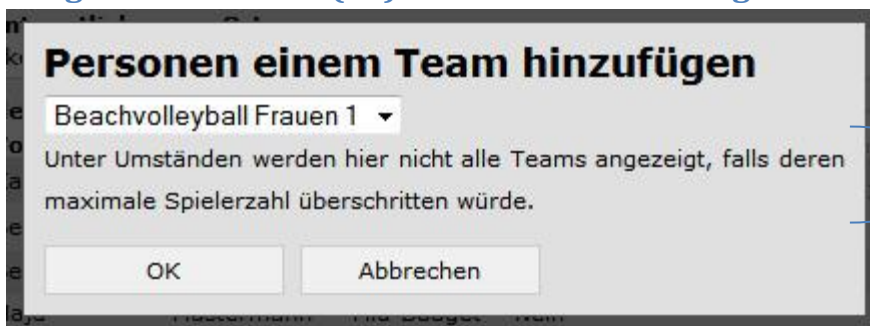 Personen einem Team hinzufügen
Beachvolleyball Frauen 1
Unter Umständen werden hier nicht alle Teams angezeigt, falls deren
maximale Spielerzahl überschritten würde.
OK Abbrechen